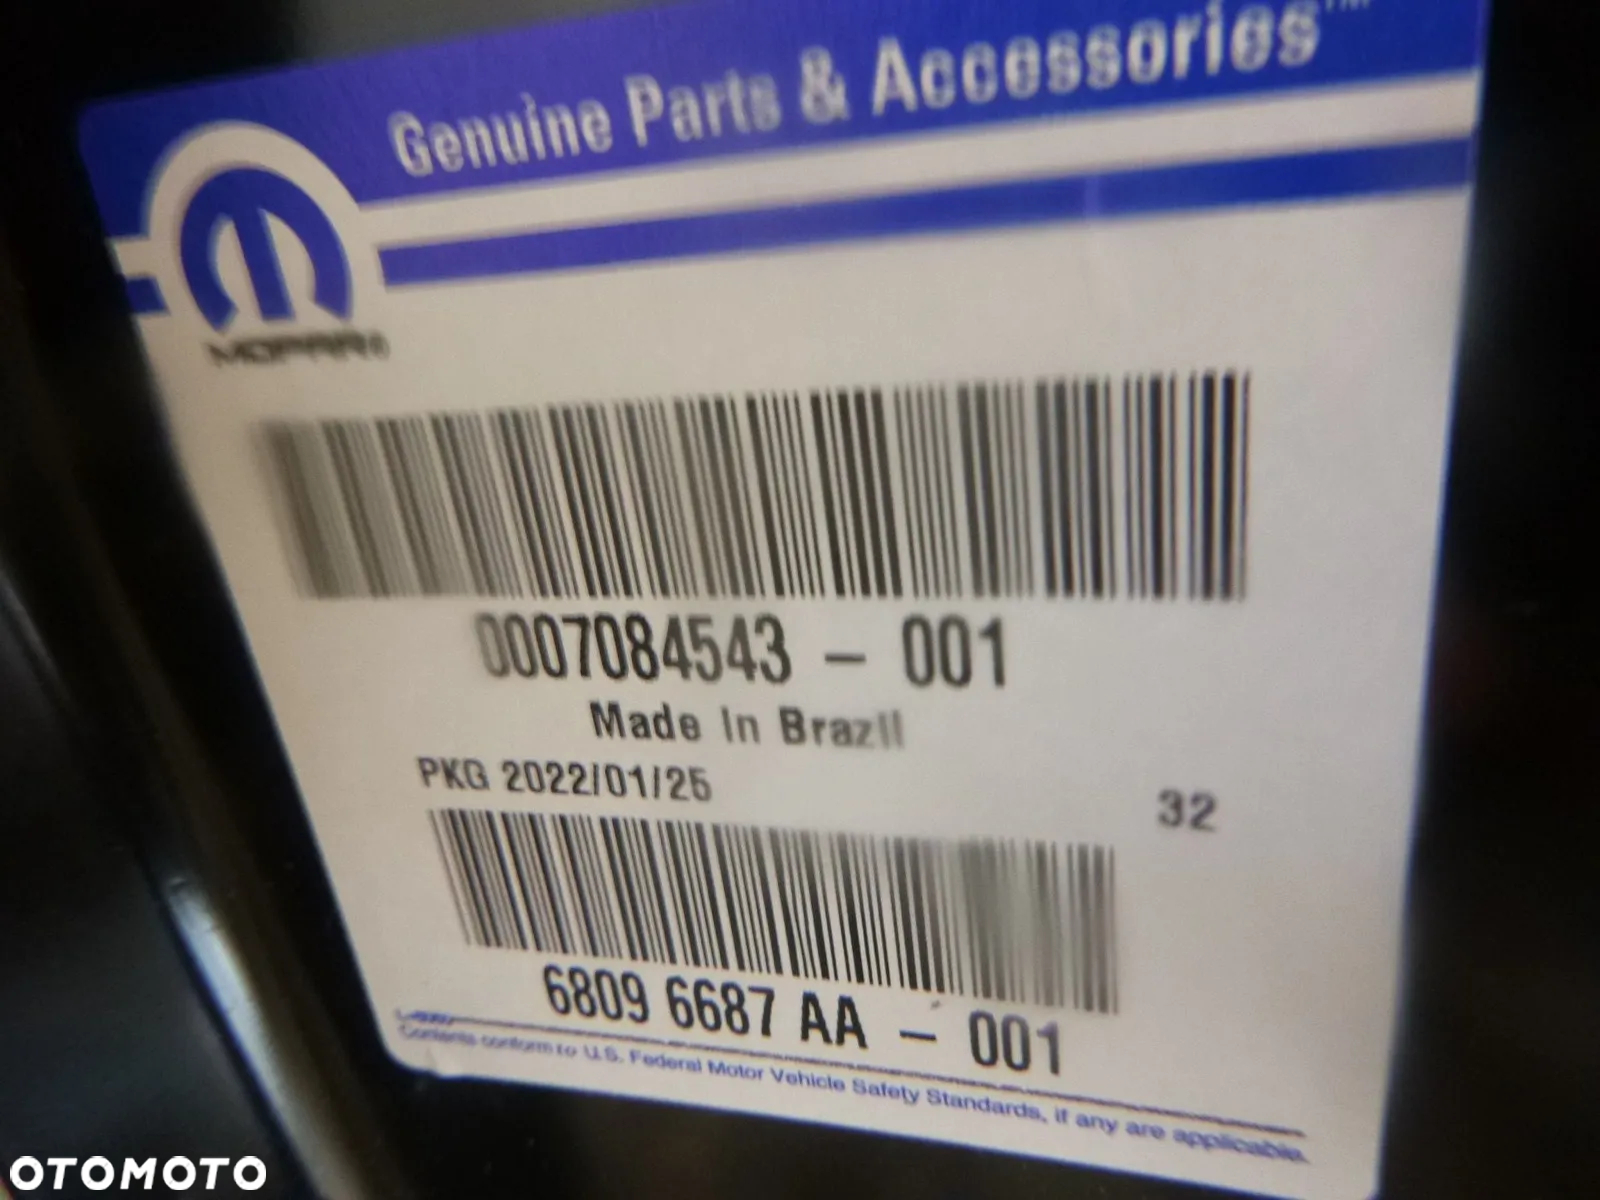 Genuine Parts & Accessories™
MOPAR®
0007084543 - 001
Made In Brazil
PKG 2022/01/25
32
6809 6687 AA - 001
Contents conform to U.S. Federal Motor Vehicle Safety Standards, if any are applicable.
OTOMOTO